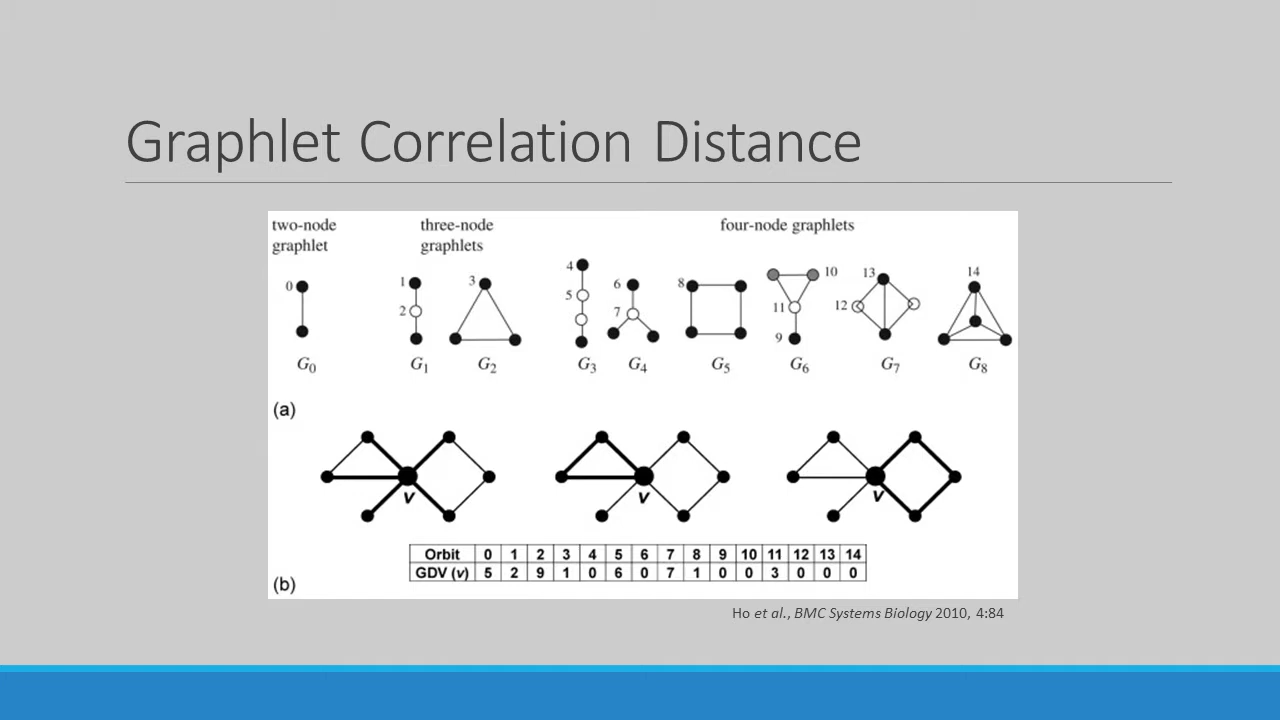 Graphlet Correlation Distance
two-node
graphlet
three-node
graphlets
four-node graphlets
0
1
2
3
4
5
6
7
8
9
10
11
12
13
14
G0
G1
G2
G3
G4
G5
G6
G7
G8
(a)
v
v
v
Orbit 0 1 2 3 4 5 6 7 8 9 10 11 12 13 14
GDV (v) 5 2 9 1 0 6 0 7 1 0 0 3 0 0 0
(b)
Ho et al., BMC Systems Biology 2010, 4:84